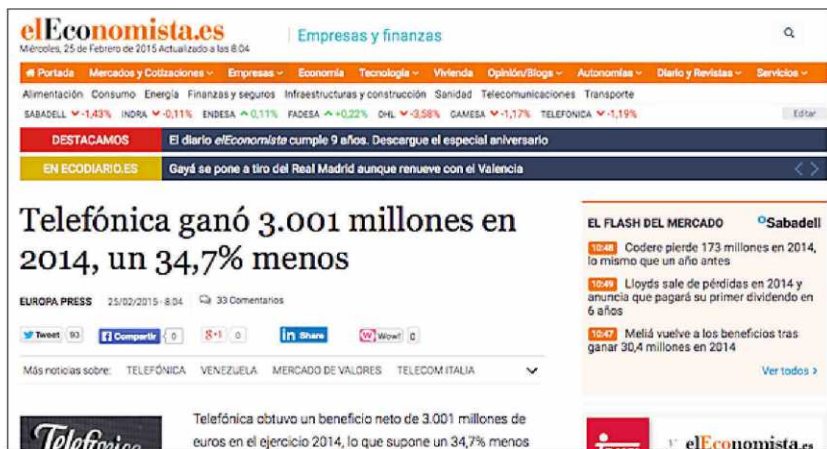 elEconomista.es
Miércoles, 25 de Febrero de 2015 Actualizado a las 8:04
Empresas y finanzas
Portada Mercados y Cotizaciones Empresas Economía Tecnología Vivienda Opinión/Blogs Autonomías Diario y Revistas Servicios
Alimentación Consumo Energía Finanzas y seguros Infraestructuras y construcción Sanidad Telecomunicaciones Transporte
SABADELL -1,43% INDRA -0,11% ENDESA 0,11% FADESA +0,22% OHL -3,58% GAMESA -1,17% TELEFONICA -1,19% Editar
DESTACAMOS El diario elEconomista cumple 9 años. Descargue el especial aniversario
EN ECODIARIO.ES Gayá se pone a tiro del Real Madrid aunque renueve con el Valencia
Telefónica ganó 3.001 millones en
2014, un 34,7% menos
EUROPA PRESS 25/02/2015 - 8:04 33 Comentarios
Tweet 93 Compartir 0 g+1 0 in Share W Wow! 0
Más noticias sobre: TELEFÓNICA VENEZUELA MERCADO DE VALORES TELECOM ITALIA
Telefónica
Telefónica obtuvo un beneficio neto de 3.001 millones de
euros en el ejercicio 2014, lo que supone un 34,7% menos
EL FLASH DEL MERCADO Sabadell
10:48 Codere pierde 173 millones en 2014,
lo mismo que un año antes
10:49 Lloyds sale de pérdidas en 2014 y
anuncia que pagará su primer dividendo en
6 años
10:47 Meliá vuelve a los beneficios tras
ganar 30,4 millones en 2014
Ver todos
elEconomista.es